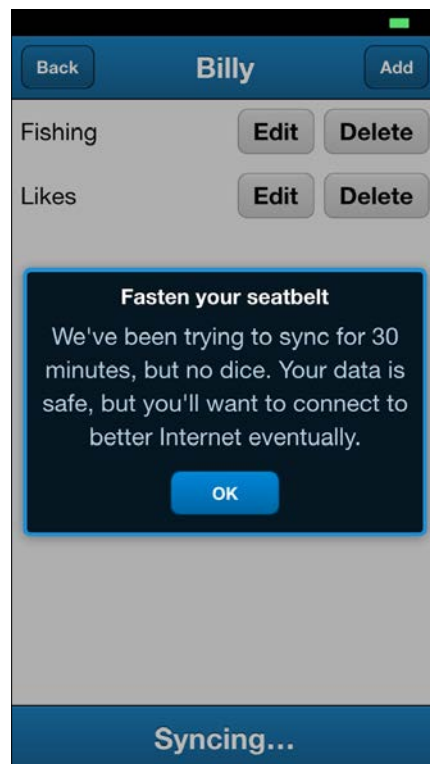 Back Billy Add
Fishing Edit Delete
Likes Edit Delete
Fasten your seatbelt
We've been trying to sync for 30
minutes, but no dice. Your data is
safe, but you'll want to connect to
better Internet eventually.
OK
Syncing...